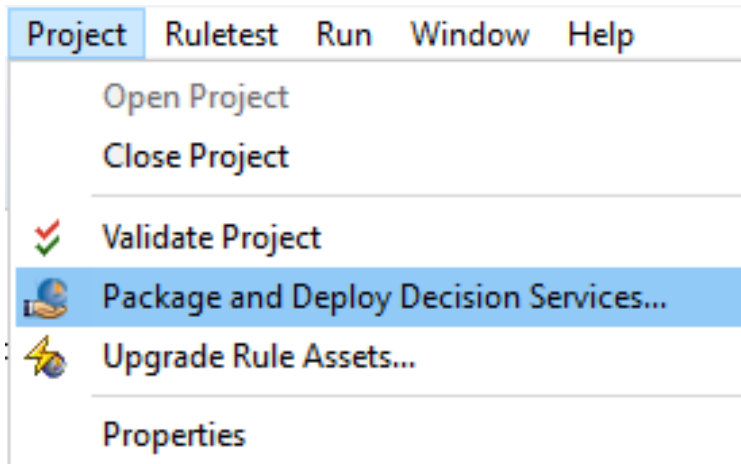 Project Ruletest Run Window Help
Open Project
Close Project
Validate Project
Package and Deploy Decision Services...
Upgrade Rule Assets...
Properties